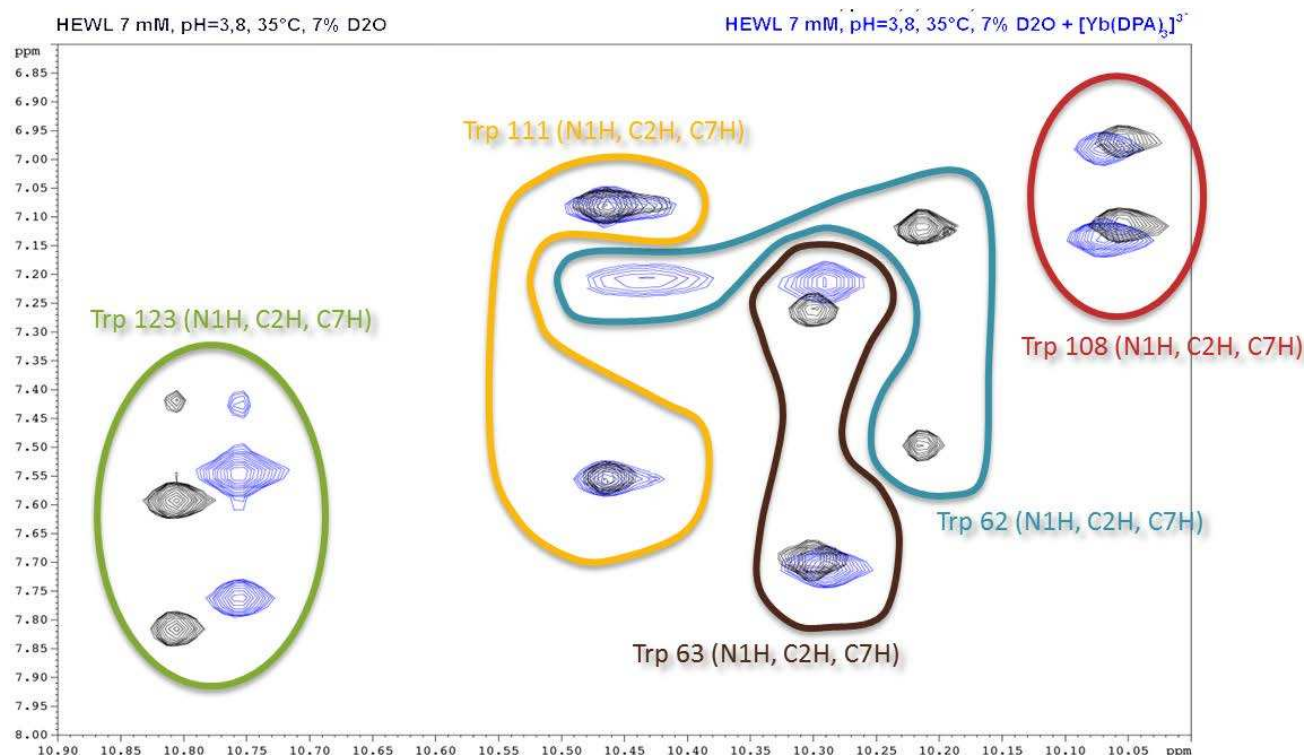 HEWL 7 mM, pH=3,8, 35°C, 7% D2O
HEWL 7 mM, pH=3,8, 35°C, 7% D2O + [Yb(DPA)3]3-
ppm
6.85
6.90
6.95
7.00
7.05
7.10
7.15
7.20
7.25
7.30
7.35
7.40
7.45
7.50
7.55
7.60
7.65
7.70
7.75
7.80
7.85
7.90
7.95
8.00
Trp 111 (N1H, C2H, C7H)
Trp 123 (N1H, C2H, C7H)
Trp 108 (N1H, C2H, C7H)
Trp 62 (N1H, C2H, C7H)
Trp 63 (N1H, C2H, C7H)
10.90 10.85 10.80 10.75 10.70 10.65 10.60 10.55 10.50 10.45 10.40 10.35 10.30 10.25 10.20 10.15 10.10 10.05 ppm